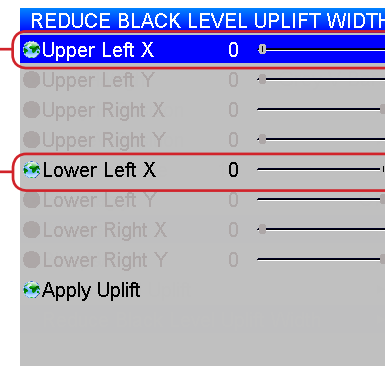 REDUCE BLACK LEVEL UPLIFT WIDTH
Upper Left X 0
Upper Left Y 0
Upper Right X 0
Upper Right Y 0
Lower Left X 0
Lower Left Y 0
Lower Right X 0
Lower Right Y 0
Apply Uplift